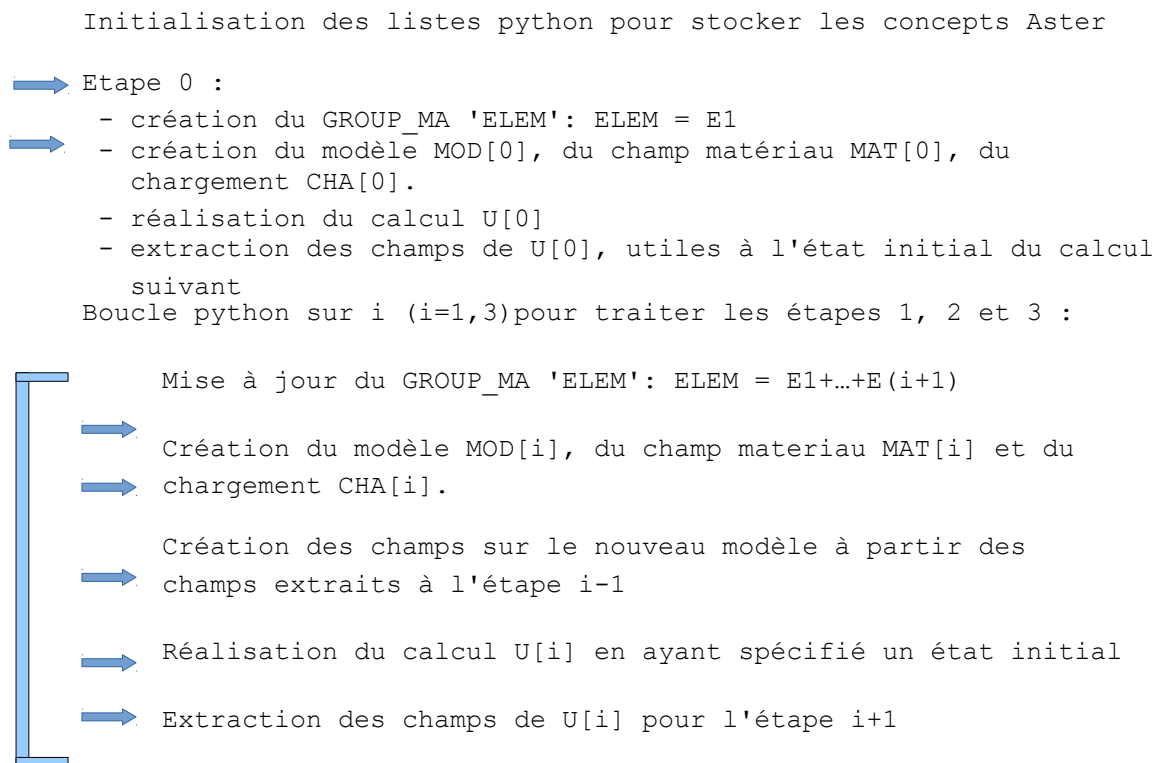 Initialisation des listes python pour stocker les concepts Aster
Etape 0 :
- création du GROUP_MA 'ELEM': ELEM = E1
- création du modèle MOD[0], du champ matériau MAT[0], du
chargement CHA[0].
- réalisation du calcul U[0]
- extraction des champs de U[0], utiles à l'état initial du calcul
suivant
Boucle python sur i (i=1,3)pour traiter les étapes 1, 2 et 3 :
Mise à jour du GROUP_MA 'ELEM': ELEM = E1+…+E(i+1)
Création du modèle MOD[i], du champ materiau MAT[i] et du
chargement CHA[i].
Création des champs sur le nouveau modèle à partir des
champs extraits à l'étape i-1
Réalisation du calcul U[i] en ayant spécifié un état initial
Extraction des champs de U[i] pour l'étape i+1